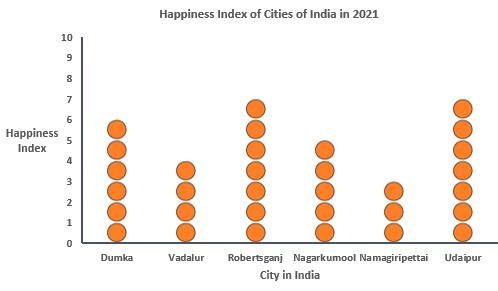 Happiness Index of Cities of India in 2021
10
9
8
7
6
5
4
3
2
1
0
Happiness
Index
Dumka Vadalur Robertsganj Nagarkumool Namagiripettai Udaipur
City in India